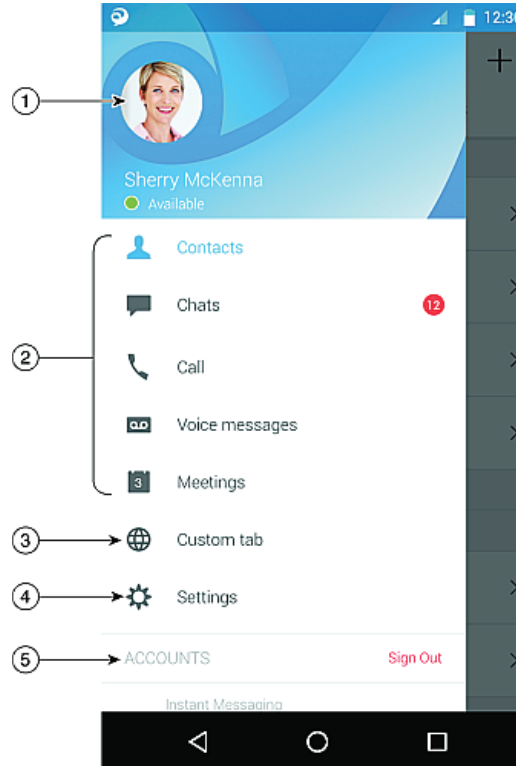 12:30
1
Sherry McKenna
Available
Contacts
Chats 12
2
Call
Voice messages
3 Meetings
3 Custom tab
4 Settings
5 ACCOUNTS Sign Out
Instant Messaging